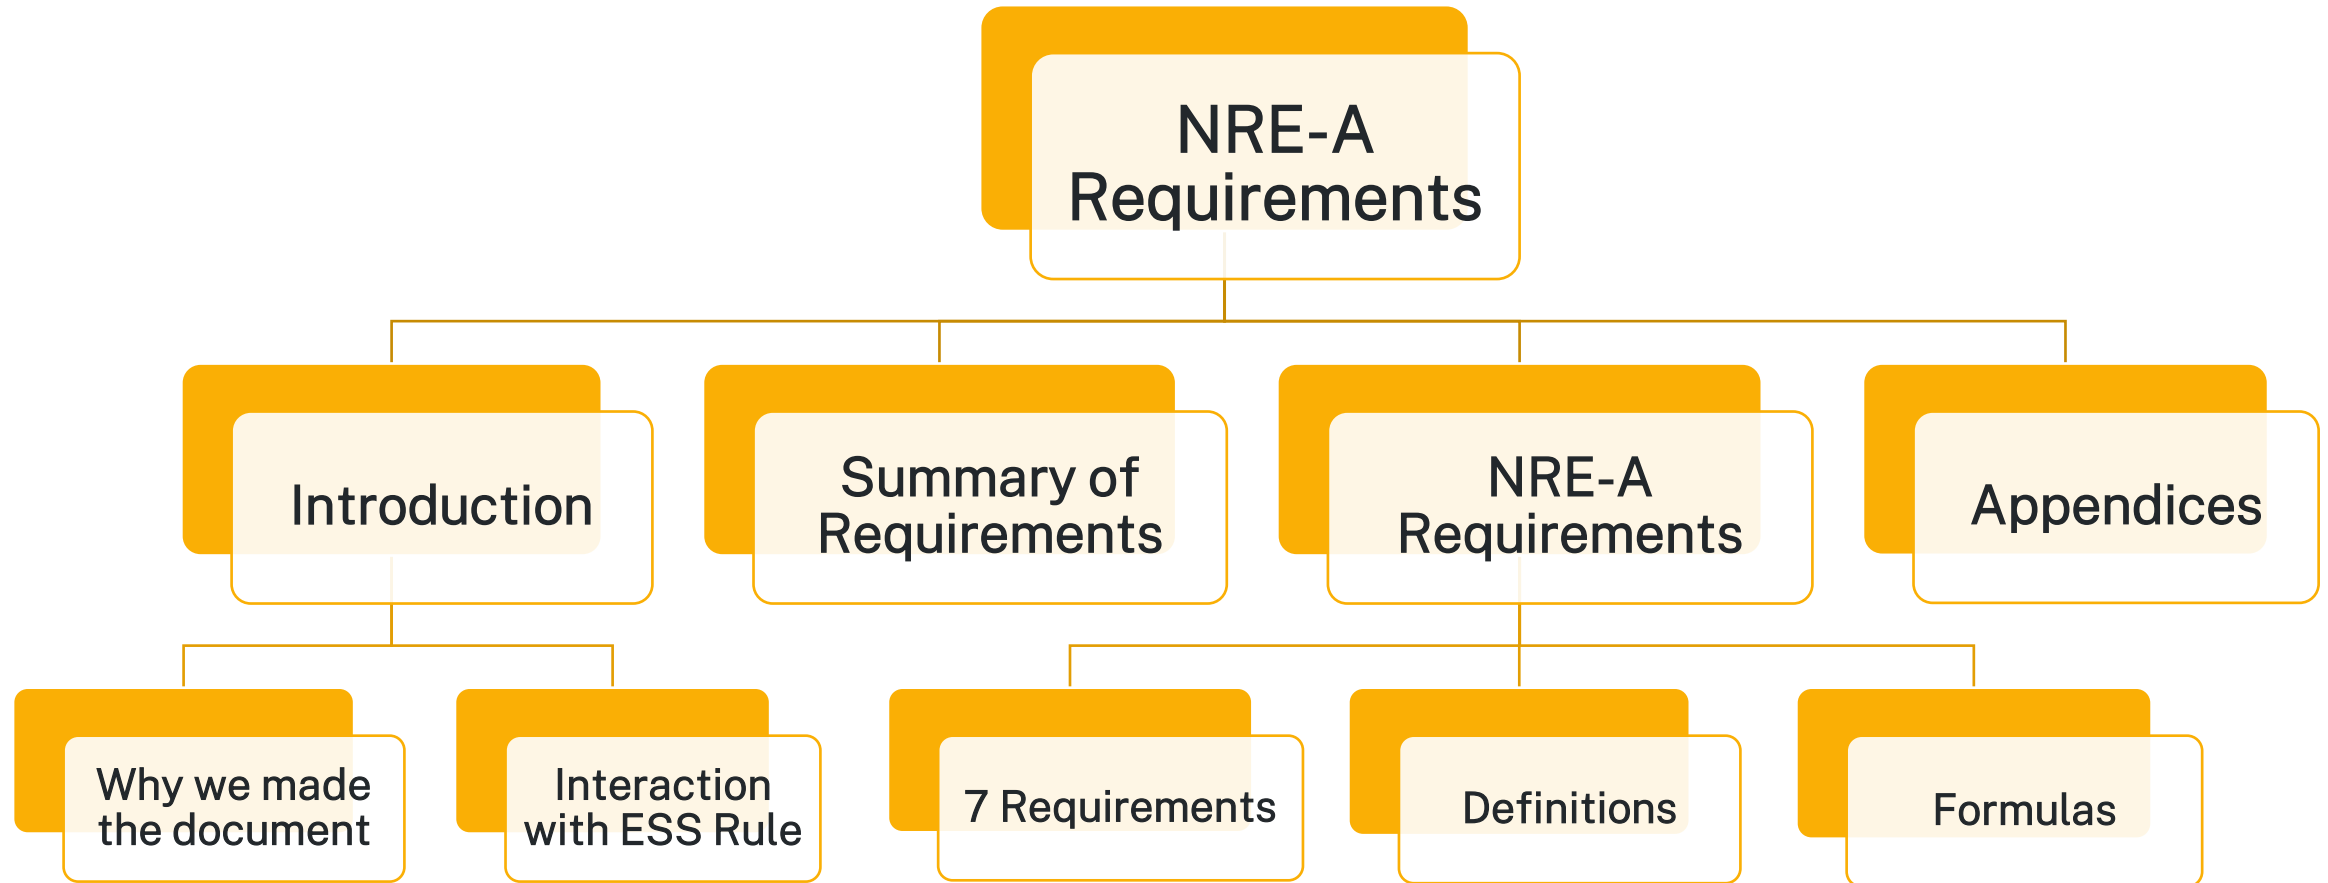 NRE-A
Requirements
Introduction
Summary of
Requirements
NRE-A
Requirements
Appendices
Why we made
the document
Interaction
with ESS Rule
7 Requirements
Definitions
Formulas